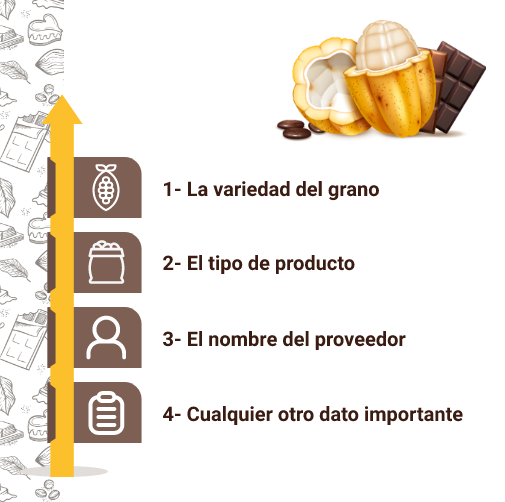 1- La variedad del grano
2- El tipo de producto
3- El nombre del proveedor
4- Cualquier otro dato importante